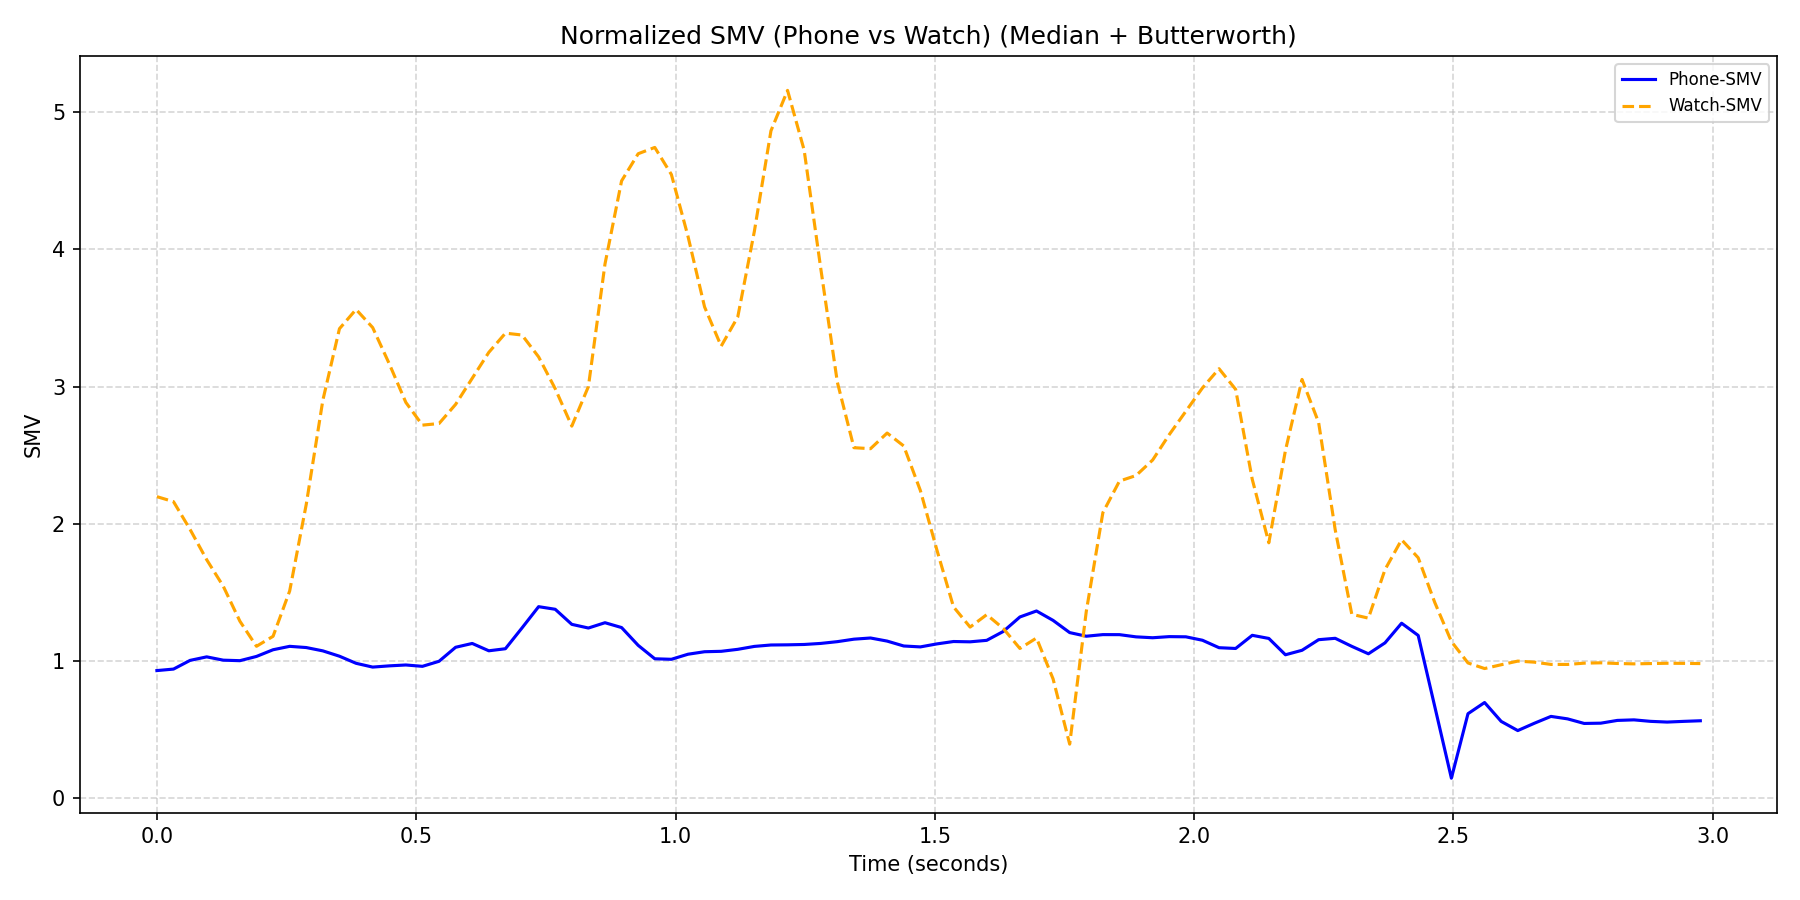 Normalized SMV (Phone vs Watch) (Median + Butterworth)
Phone-SMV
Watch-SMV
5
4
3
2
1
0
SMV
0.0 0.5 1.0 1.5 2.0 2.5 3.0
Time (seconds)